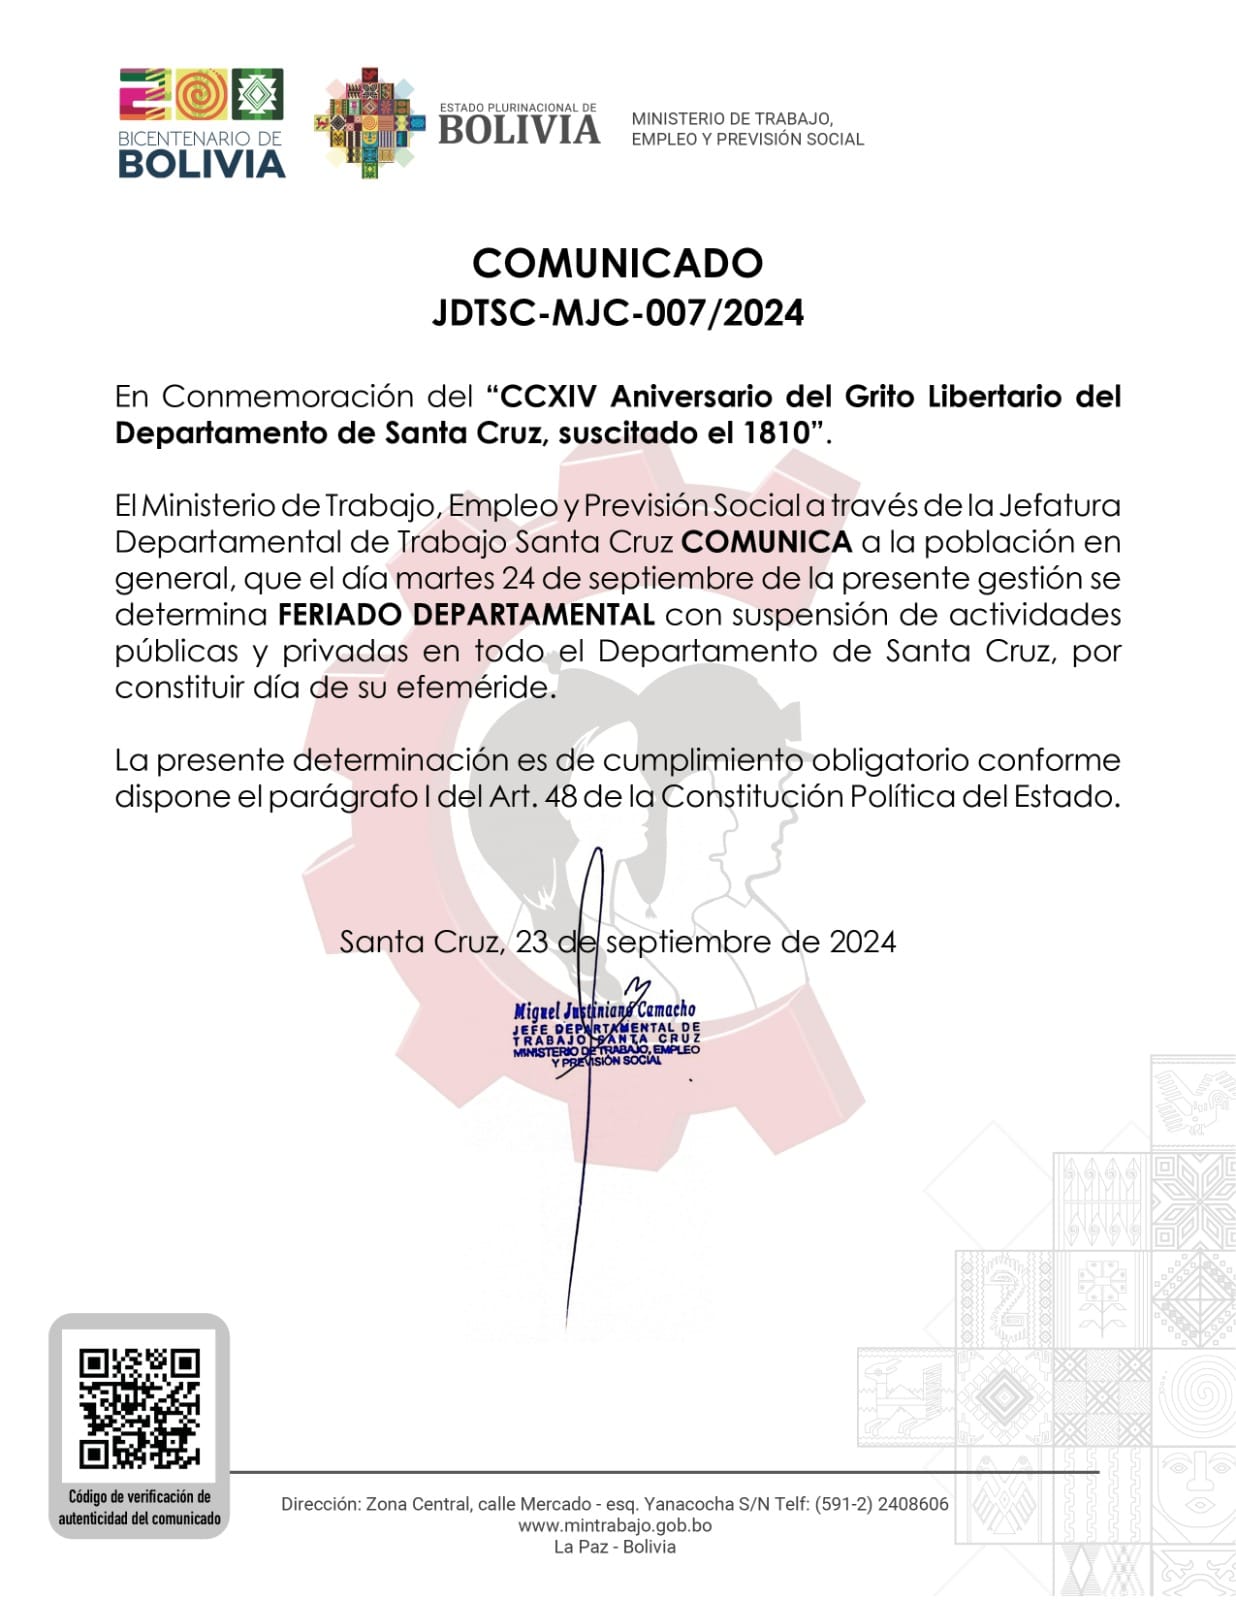 BICENTENARIO DE
BOLIVIA
ESTADO PLURINACIONAL DE
BOLIVIA
MINISTERIO DE TRABAJO,
EMPLEO Y PREVISIÓN SOCIAL
COMUNICADO
JDTSC-MJC-007/2024
En Conmemoración del “CCXIV Aniversario del Grito Libertario del
Departamento de Santa Cruz, suscitado el 1810”.
El Ministerio de Trabajo, Empleo y Previsión Social a través de la Jefatura
Departamental de Trabajo Santa Cruz COMUNICA a la población en
general, que el día martes 24 de septiembre de la presente gestión se
determina FERIADO DEPARTAMENTAL con suspensión de actividades
públicas y privadas en todo el Departamento de Santa Cruz, por
constituir día de su efeméride.
La presente determinación es de cumplimiento obligatorio conforme
dispone el parágrafo I del Art. 48 de la Constitución Política del Estado.
Santa Cruz, 23 de septiembre de 2024
Miguel Justiniano Camacho
JEFE DEPARTAMENTAL DE
TRABAJO SANTA CRUZ
MINISTERIO DE TRABAJO, EMPLEO
Y PREVISIÓN SOCIAL
Código de verificación de
autenticidad del comunicado
Dirección: Zona Central, calle Mercado - esq. Yanacocha S/N Telf: (591-2) 2408606
www.mintrabajo.gob.bo
La Paz - Bolivia